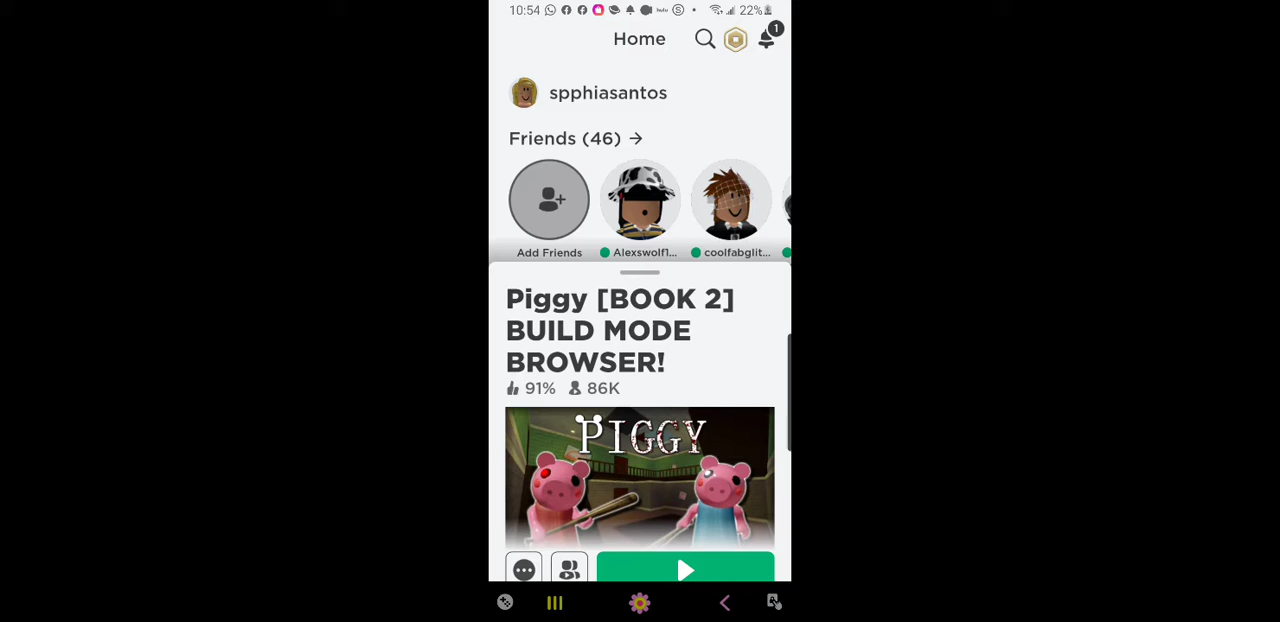 10:54 hulu S 22%
Home
1
spphiasantos
Friends (46) →
Add Friends
Alexswolf1...
coolfabglit...
Piggy [BOOK 2]
BUILD MODE
BROWSER!
91% 86K
PIGGY